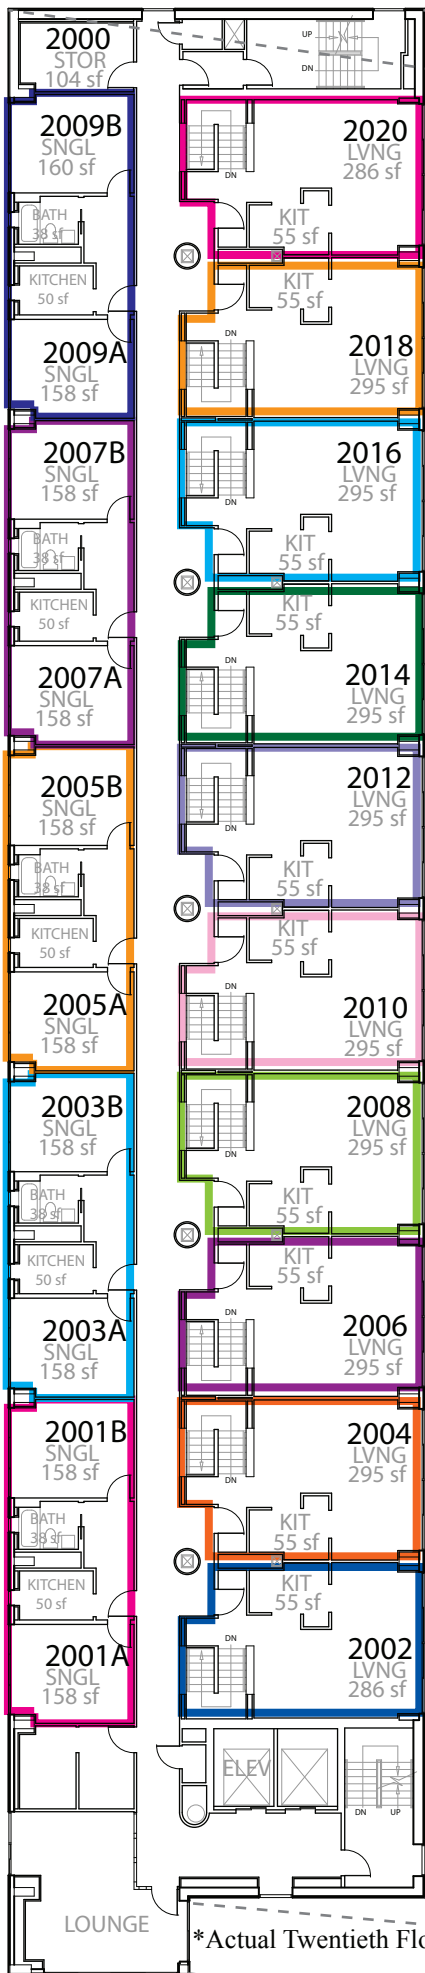 2000
STOR
104 sf
UP
DN
2009B
SNGL
160 sf
BATH
38 sf
KITCHEN
50 sf
2009A
SNGL
158 sf
2007B
SNGL
158 sf
BATH
38 sf
KITCHEN
50 sf
2007A
SNGL
158 sf
2005B
SNGL
158 sf
BATH
38 sf
KITCHEN
50 sf
2005A
SNGL
158 sf
2003B
SNGL
158 sf
BATH
38 sf
KITCHEN
50 sf
2003A
SNGL
158 sf
2001B
SNGL
158 sf
BATH
38 sf
KITCHEN
50 sf
2001A
SNGL
158 sf
2020
LVNG
286 sf
DN
KIT
55 sf
KIT
55 sf
DN
2018
LVNG
295 sf
2016
LVNG
295 sf
DN
KIT
55 sf
KIT
55 sf
DN
2014
LVNG
295 sf
2012
LVNG
295 sf
DN
KIT
55 sf
KIT
55 sf
DN
2010
LVNG
295 sf
2008
LVNG
295 sf
DN
KIT
55 sf
KIT
55 sf
DN
2006
LVNG
295 sf
2004
LVNG
295 sf
DN
KIT
55 sf
KIT
55 sf
DN
2002
LVNG
286 sf
ELEV
DN UP
LOUNGE
*Actual Twentieth Flo